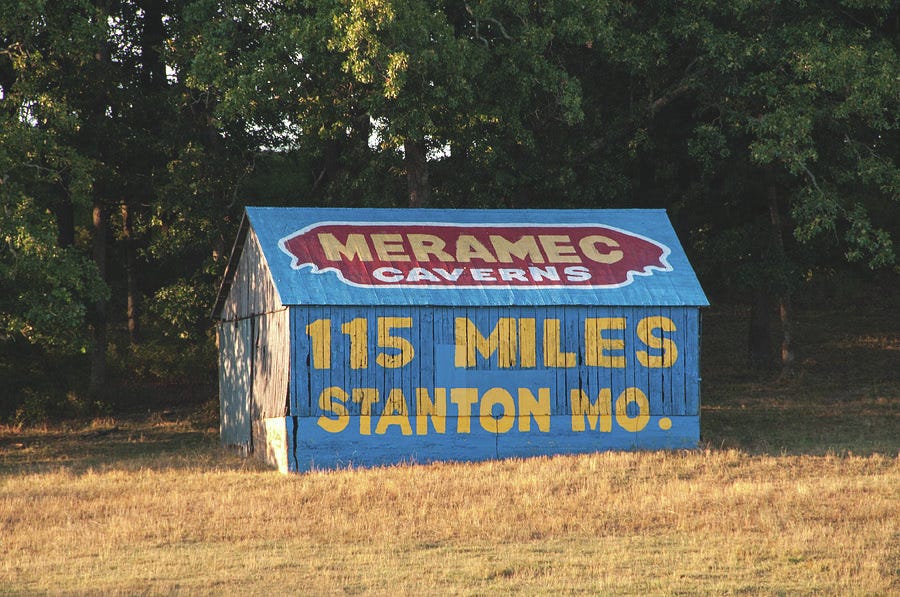 MERAMEC
CAVERNS
115 MILES
STANTON MO.